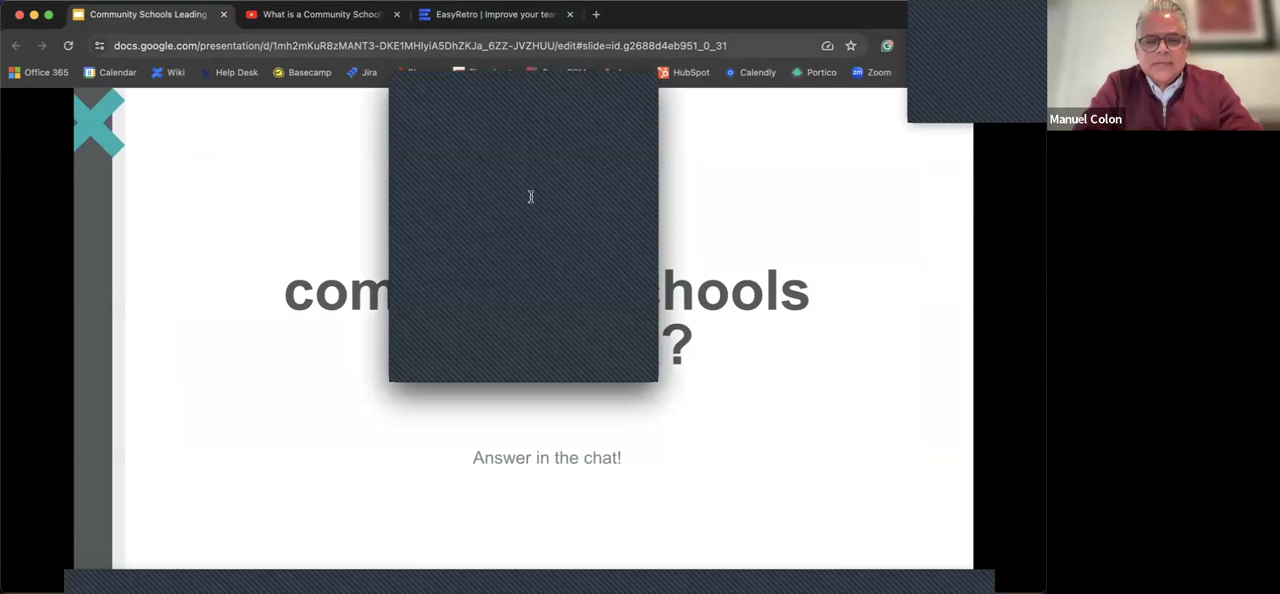 Community Schools Leading
What is a Community School
EasyRetro | Improve your tea
docs.google.com/presentation/d/1mh2mKuR8zMANT3-DKE1MHIyiA5DhZKJa_6ZZ-JVZHUU/edit#slide=id.g2688d4eb951_0_31
Office 365 Calendar Wiki Help Desk Basecamp Jira HubSpot Calendly Portico Zoom
Manuel Colon
com hools
?
Answer in the chat!